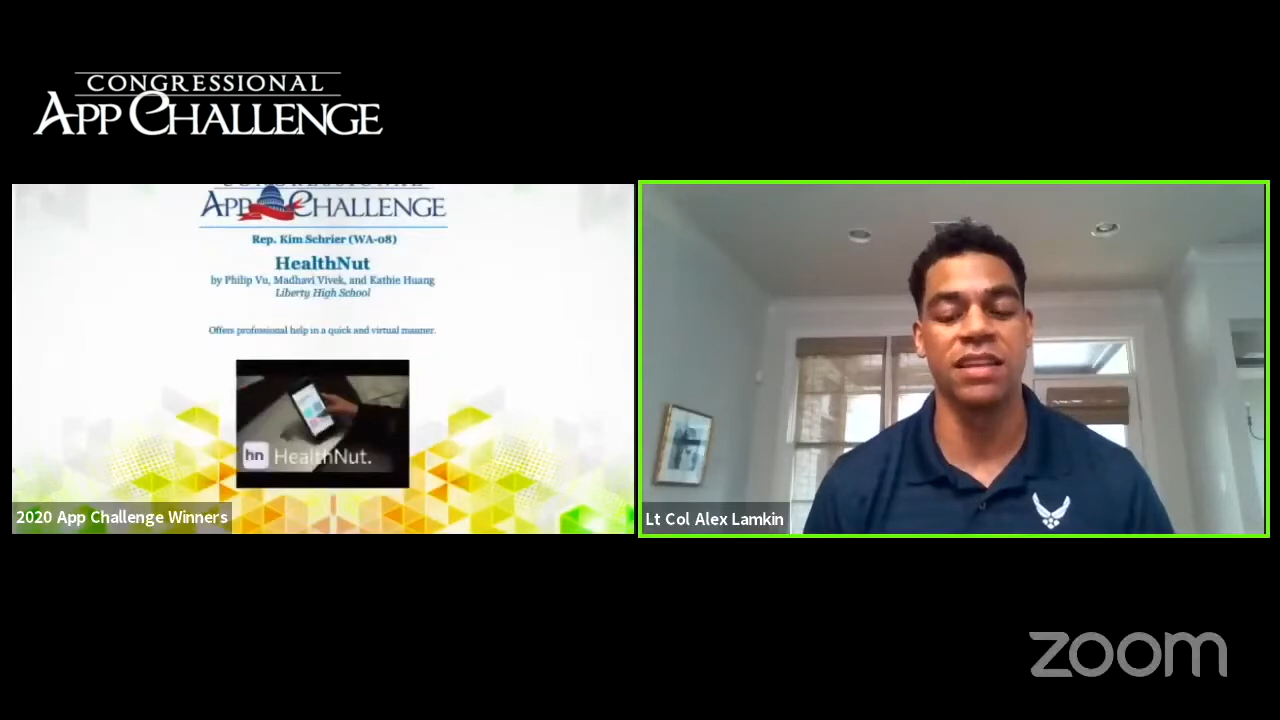 CONGRESSIONAL
APP CHALLENGE
CONGRESSIONAL
APP CHALLENGE
Rep. Kim Schrier (WA-08)
HealthNut
by Philip Vu, Madhavi Vivek, and Kathie Huang
Liberty High School
Offers professional help in a quick and virtual manner.
hn HealthNut.
2020 App Challenge Winners
Lt Col Alex Lamkin
zoom